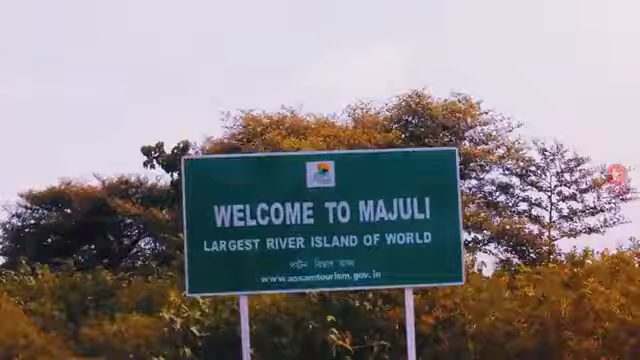 WELCOME TO MAJULI
LARGEST RIVER ISLAND OF WORLD
www.assamtourism.gov.in